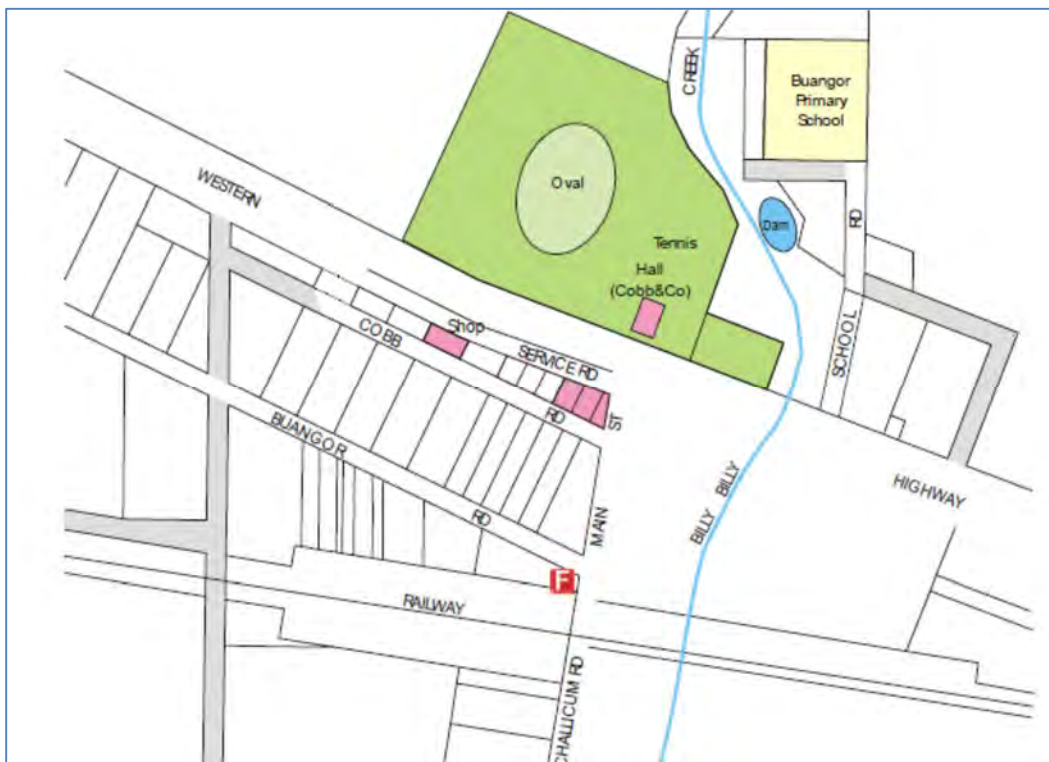 CREEK
Buangor
Primary
School
WESTERN
Oval
Dam
RD
Tennis
Hall
(Cobb&Co)
Shop
COBB
SERVICE RD
SCHOOL
RD
ST
BUANGOR
RD
MAIN
BILLY BILLY
HIGHWAY
F
RAILWAY
CHALLICUM RD